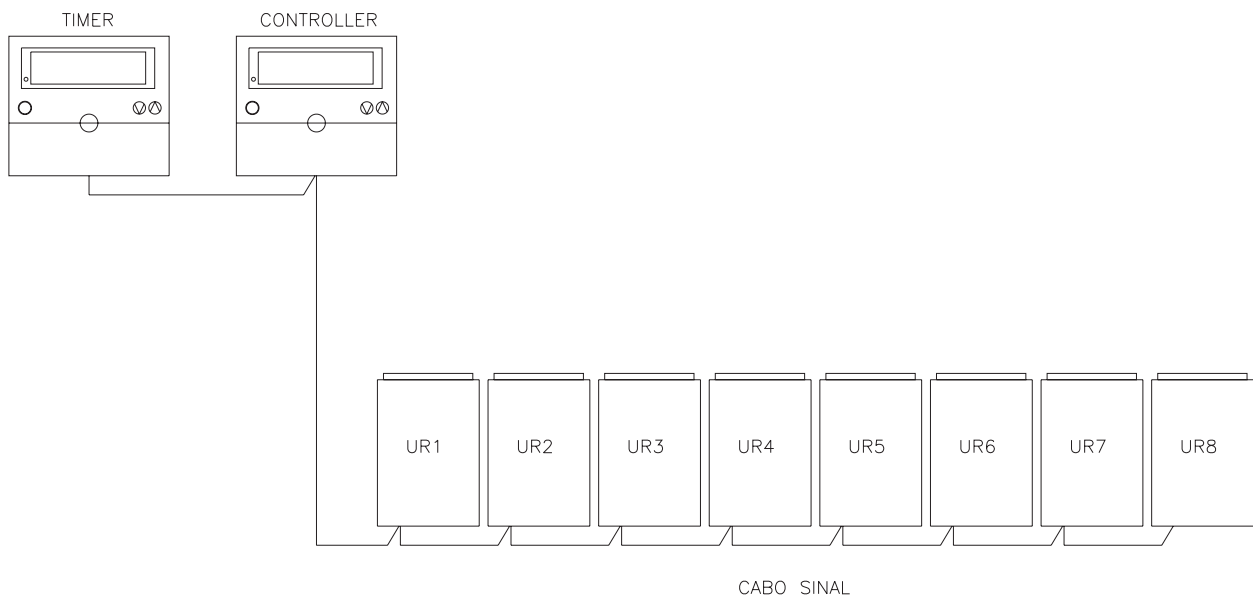 TIMER
CONTROLLER
UR1
UR2
UR3
UR4
UR5
UR6
UR7
UR8
CABO SINAL